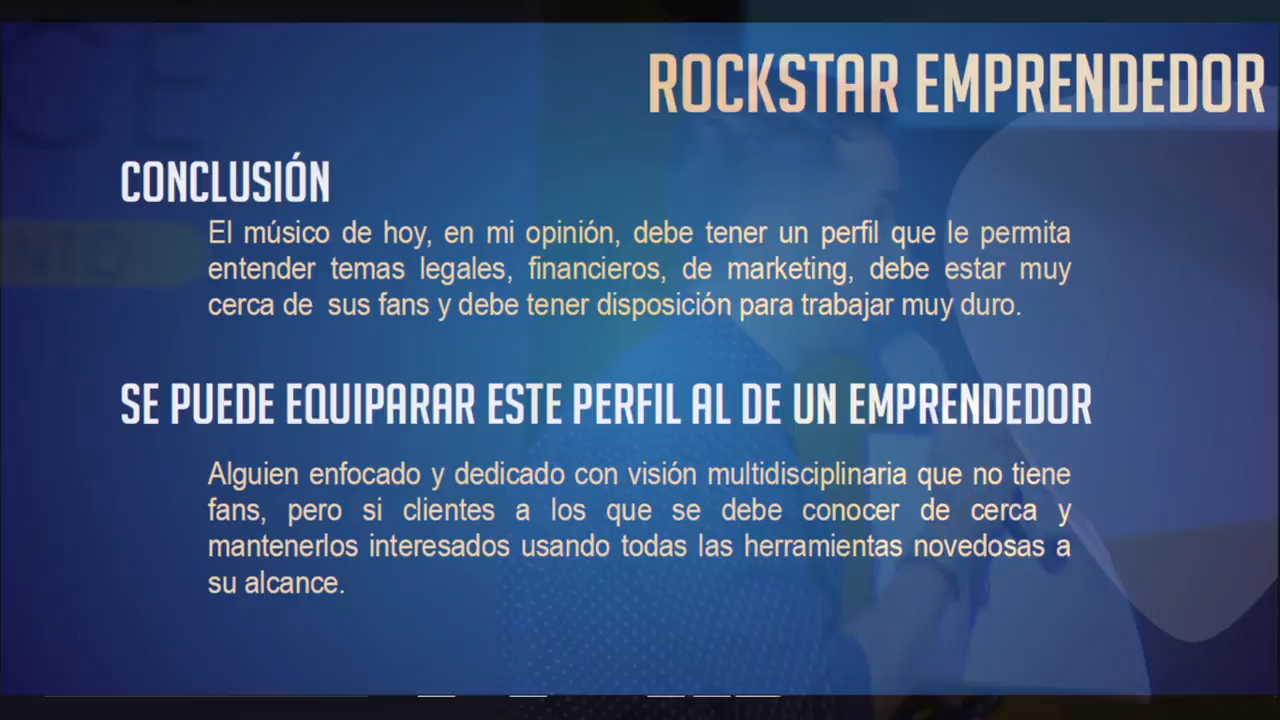 ROCKSTAR EMPRENDEDOR
CONCLUSIÓN
El músico de hoy, en mi opinión, debe tener un perfil que le permita
entender temas legales, financieros, de marketing, debe estar muy
cerca de  sus fans y debe tener disposición para trabajar muy duro.
SE PUEDE EQUIPARAR ESTE PERFIL AL DE UN EMPRENDEDOR
Alguien enfocado y dedicado con visión multidisciplinaria que no tiene
fans, pero si clientes a los que se debe conocer de cerca y
mantenerlos interesados usando todas las herramientas novedosas a
su alcance.
CE
NTO